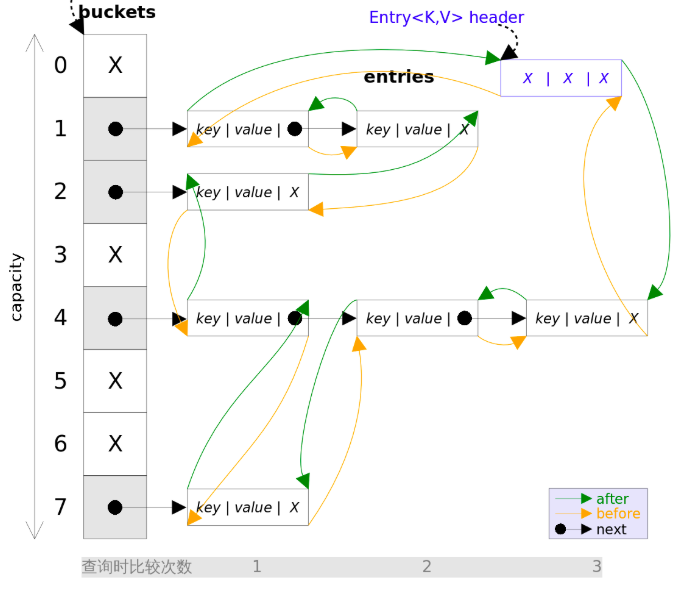 buckets
Entry<K,V> header
0 X
X | X | X
entries
1 key | value | key | value | X
2 key | value | X
3 X
capacity
4 key | value | key | value | key | value | X
5 X
6 X
7 key | value | X
after
before
next
查询时比较次数 1 2 3